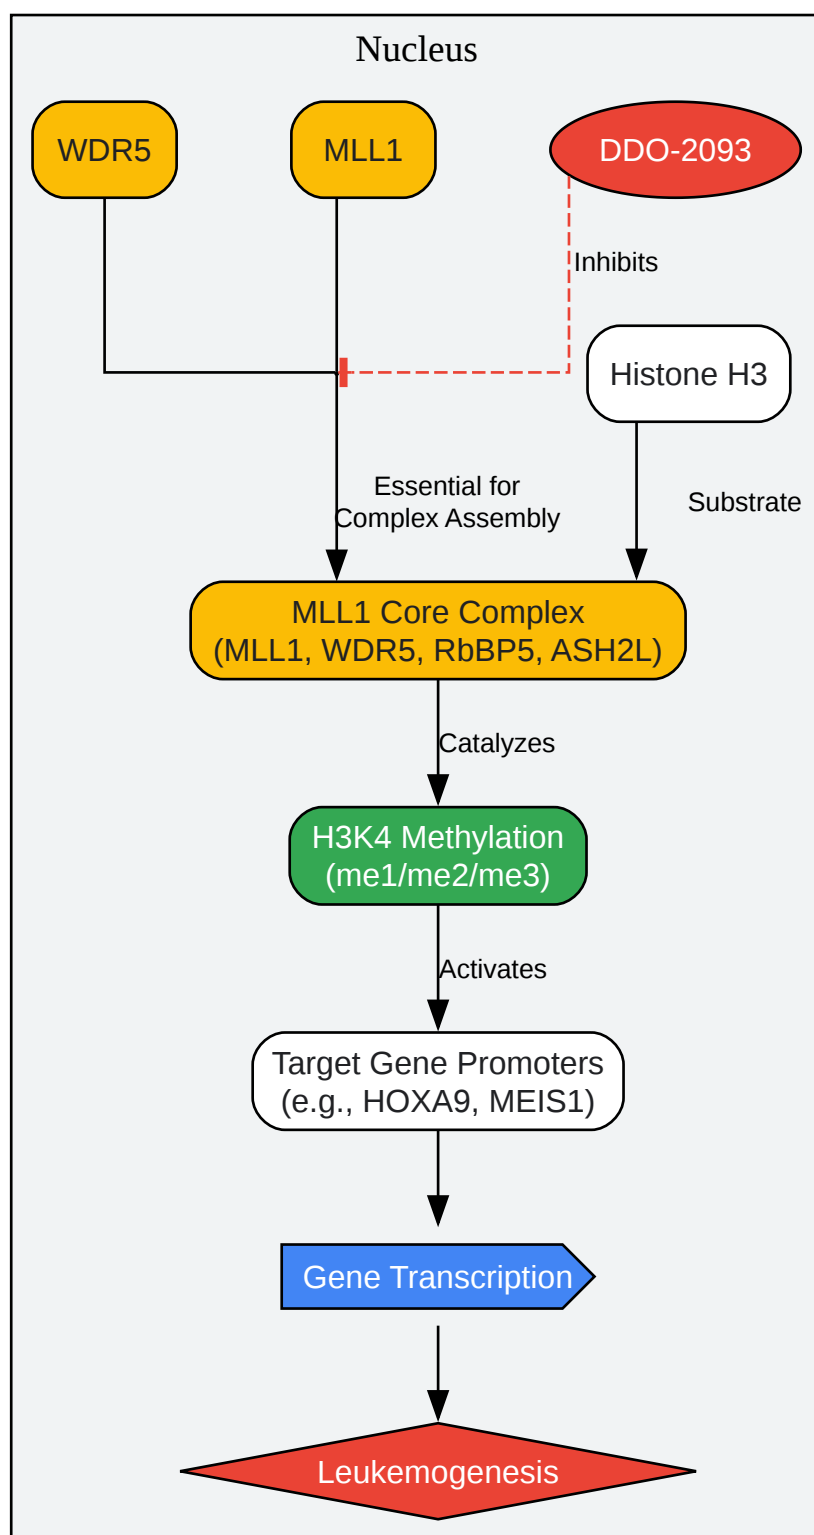 Nucleus
WDR5
MLL1
DDO-2093
Inhibits
Histone H3
Essential for
Complex Assembly
Substrate
MLL1 Core Complex
(MLL1, WDR5, RbBP5, ASH2L)
Catalyzes
H3K4 Methylation
(me1/me2/me3)
Activates
Target Gene Promoters
(e.g., HOXA9, MEIS1)
Gene Transcription
Leukemogenesis